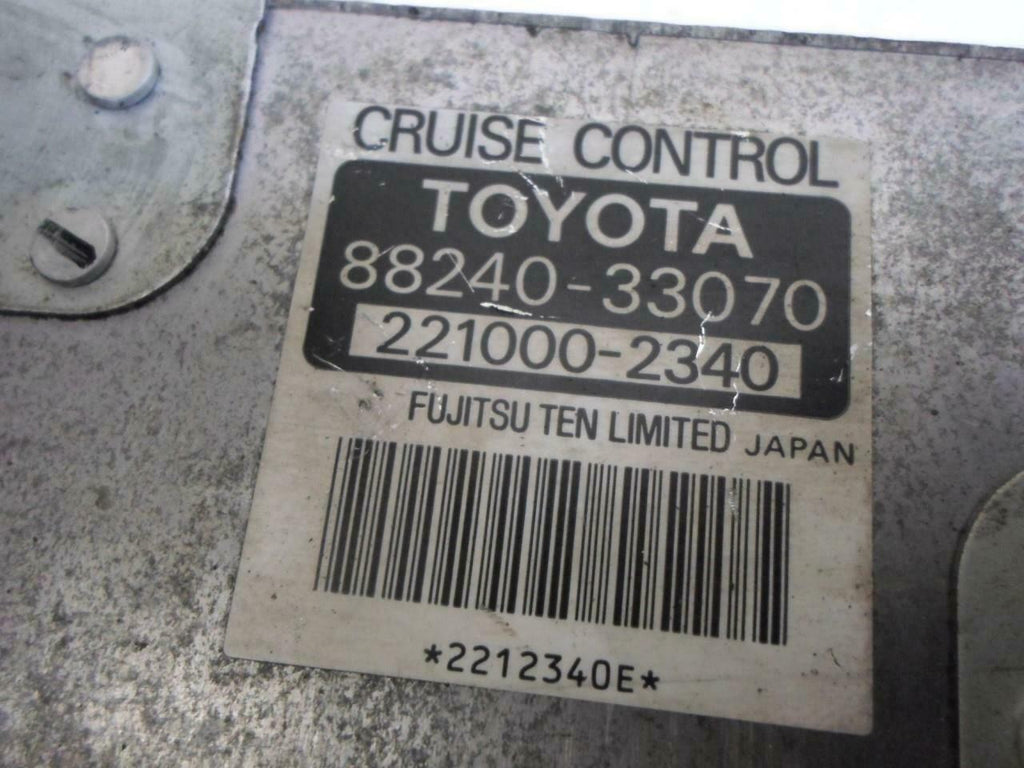 CRUISE CONTROL
TOYOTA
88240-33070
221000-2340
FUJITSU TEN LIMITED JAPAN
*2212340E*